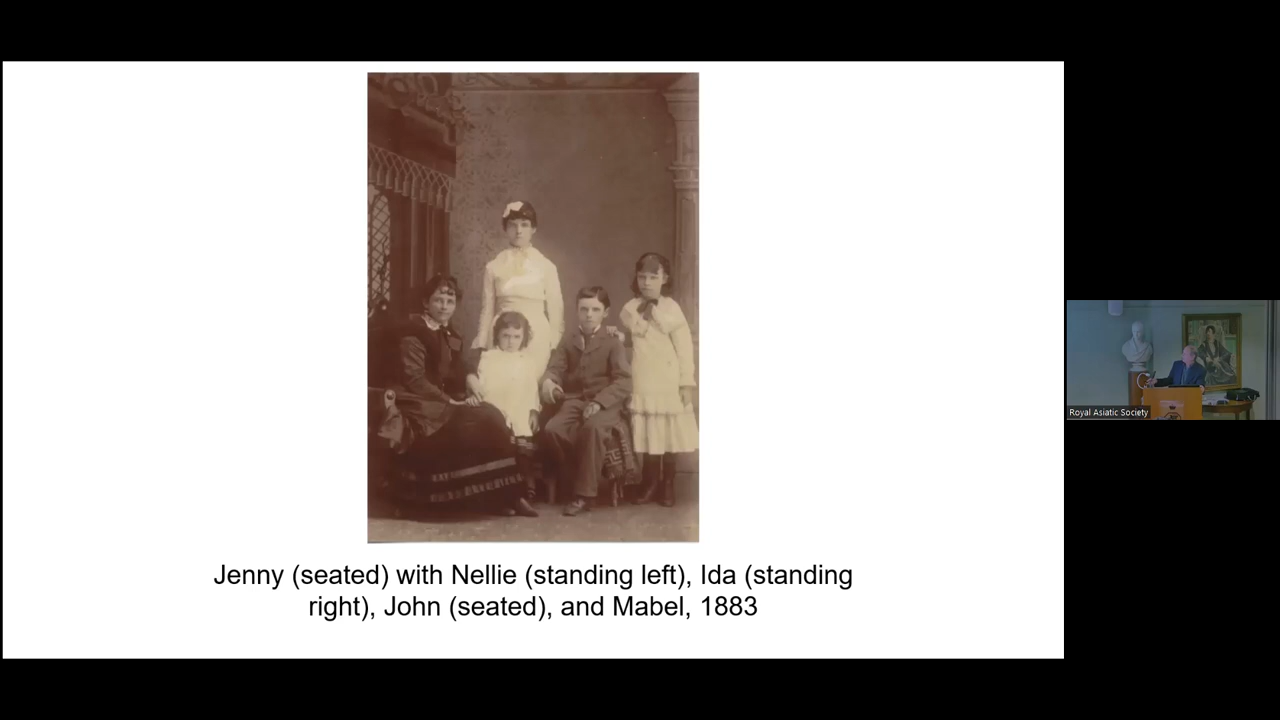 Jenny (seated) with Nellie (standing left), Ida (standing
right), John (seated), and Mabel, 1883
Royal Asiatic Society